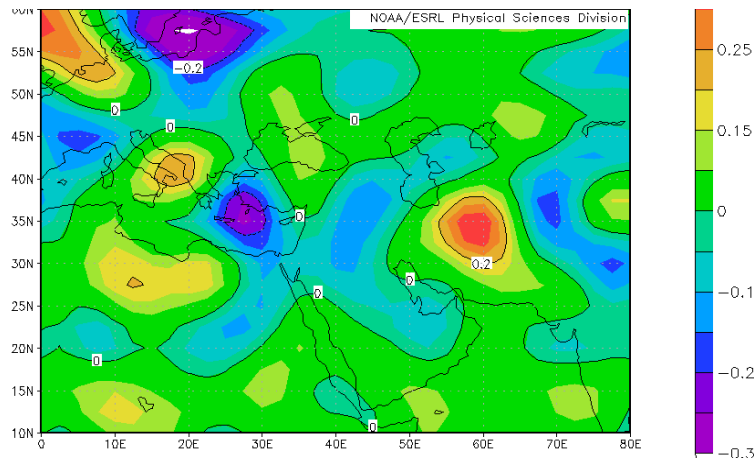 NOAA/ESRL Physical Sciences Division
55N
50N
45N
40N
35N
30N
25N
20N
15N
10N
0
10E
20E
30E
40E
50E
60E
70E
80E
-0.2
0
0
0
0
0
0.2
0
0
0
0.25
0.15
0
-0.1
-0.2
-0.3